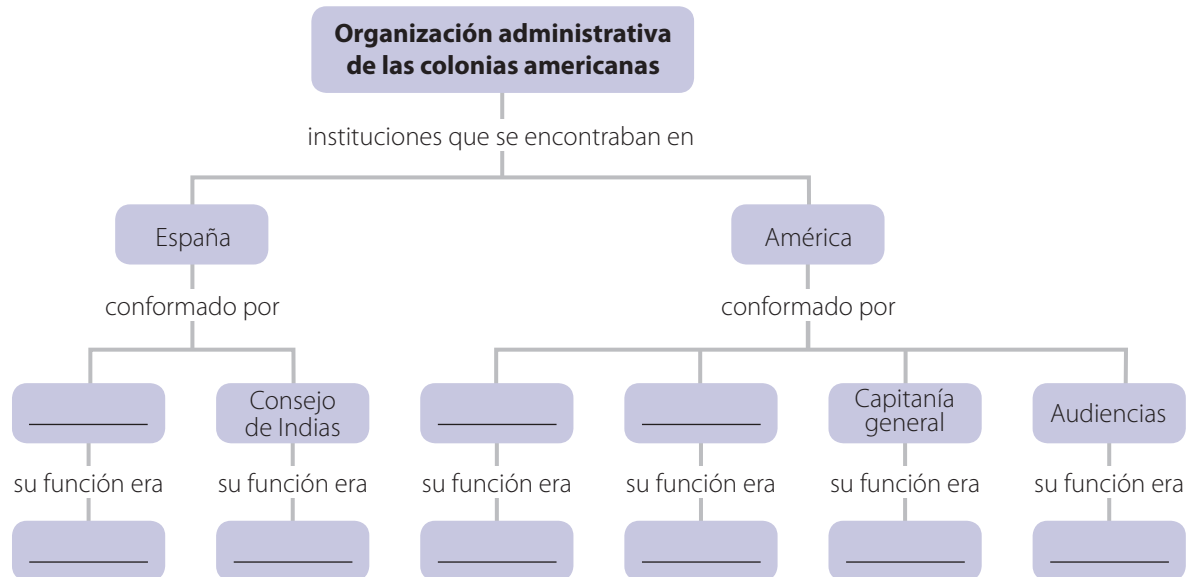 Organización administrativa
de las colonias americanas
instituciones que se encontraban en
España
América
conformado por
conformado por
Consejo
de Indias
Capitanía
general
Audiencias
su función era
su función era
su función era
su función era
su función era
su función era